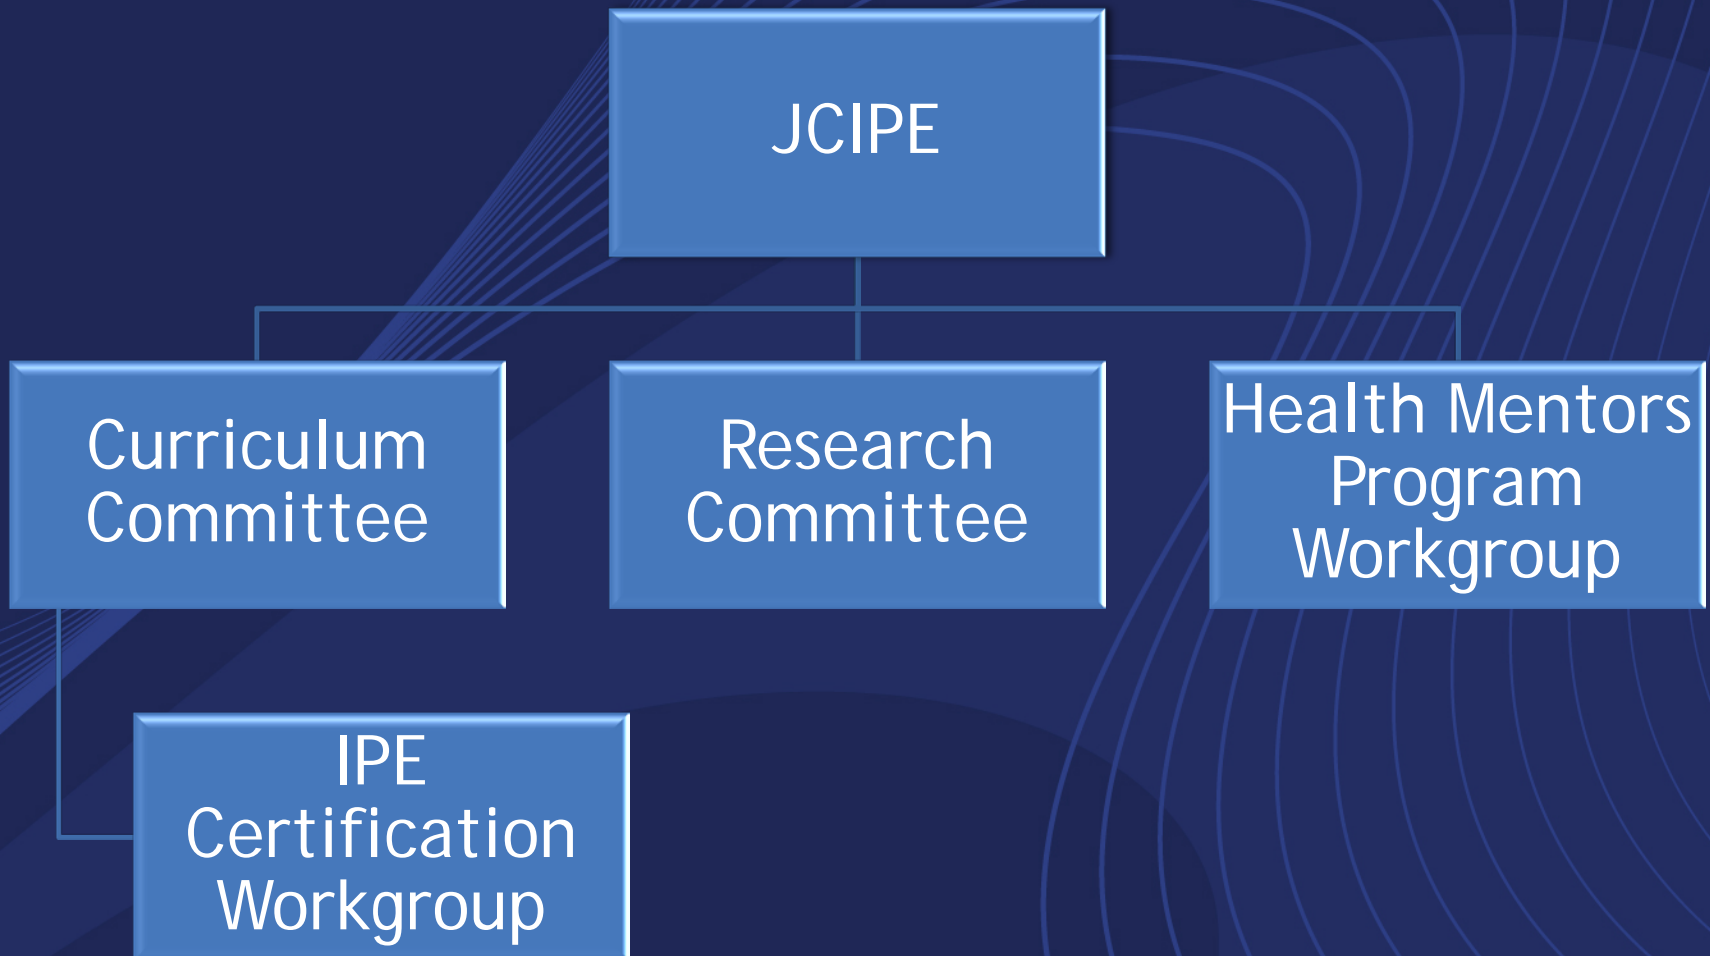 JCIPE
Curriculum
Committee
Research
Committee
Health Mentors
Program
Workgroup
IPE
Certification
Workgroup